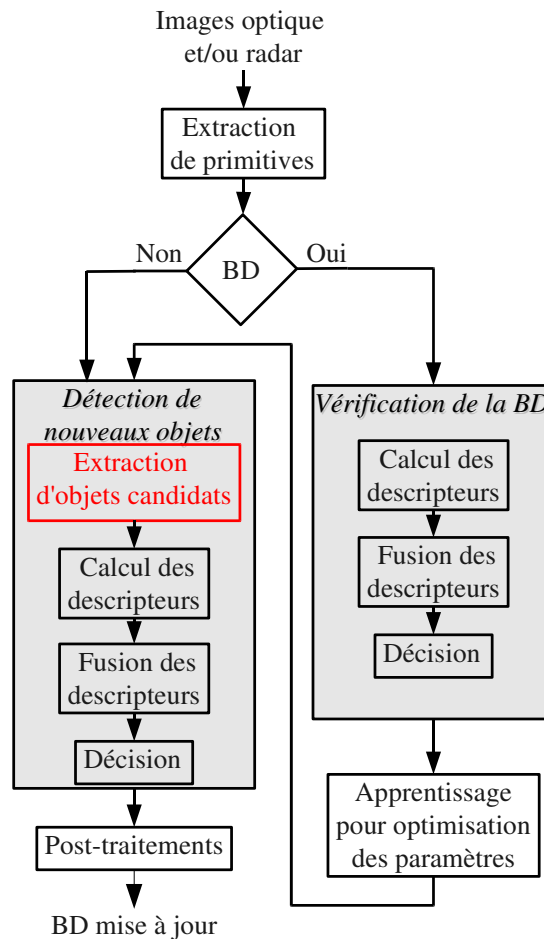 Images optique
et/ou radar
Extraction
de primitives
Non
BD
Oui
Détection de
nouveaux objets
Extraction
d'objets candidats
Calcul des
descripteurs
Fusion des
descripteurs
Décision
Post-traitements
BD mise à jour
Vérification de la BD
Calcul des
descripteurs
Fusion des
descripteurs
Décision
Apprentissage
pour optimisation
des paramètres